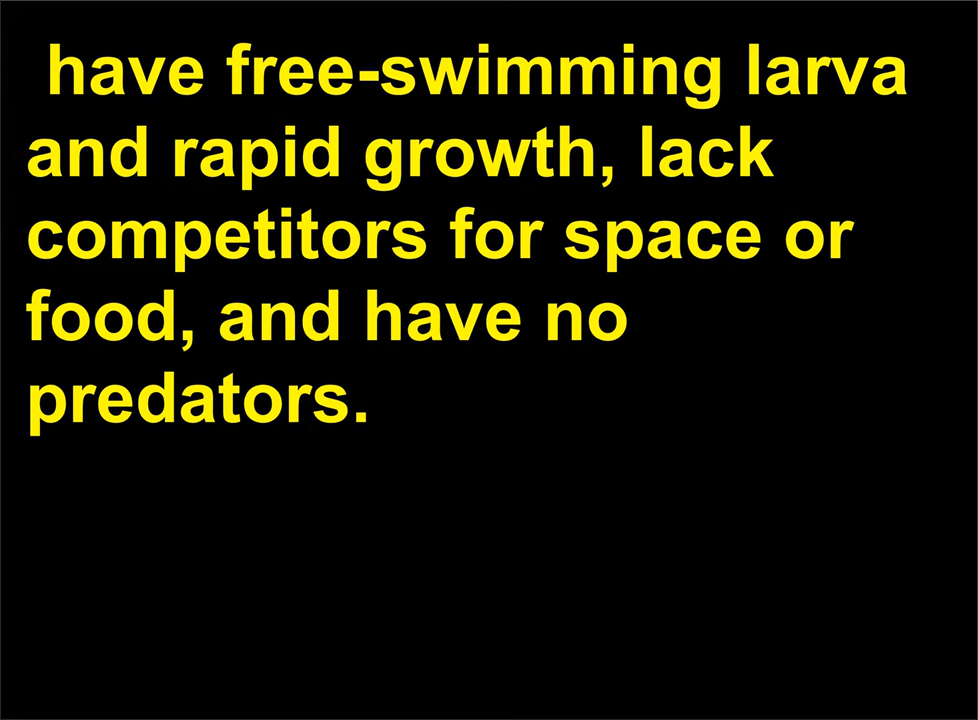 have free-swimming larva
and rapid growth, lack
competitors for space or
food, and have no
predators.